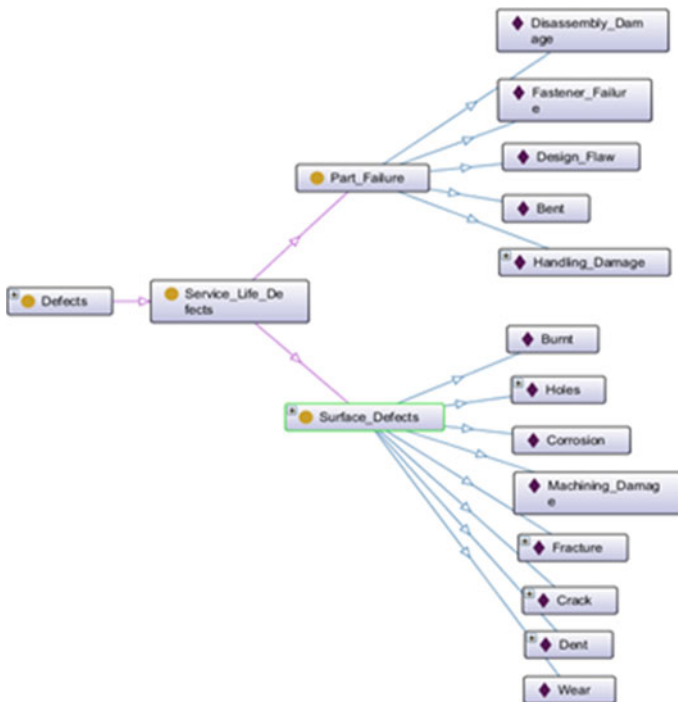 Disassembly_Dam
age
Fastener_Failur
e
Design_Flaw
Part_Failure
Bent
Handling_Damage
Defects
Service_Life_De
fects
Burnt
Holes
Surface_Defects
Corrosion
Machining_Damag
e
Fracture
Crack
Dent
Wear